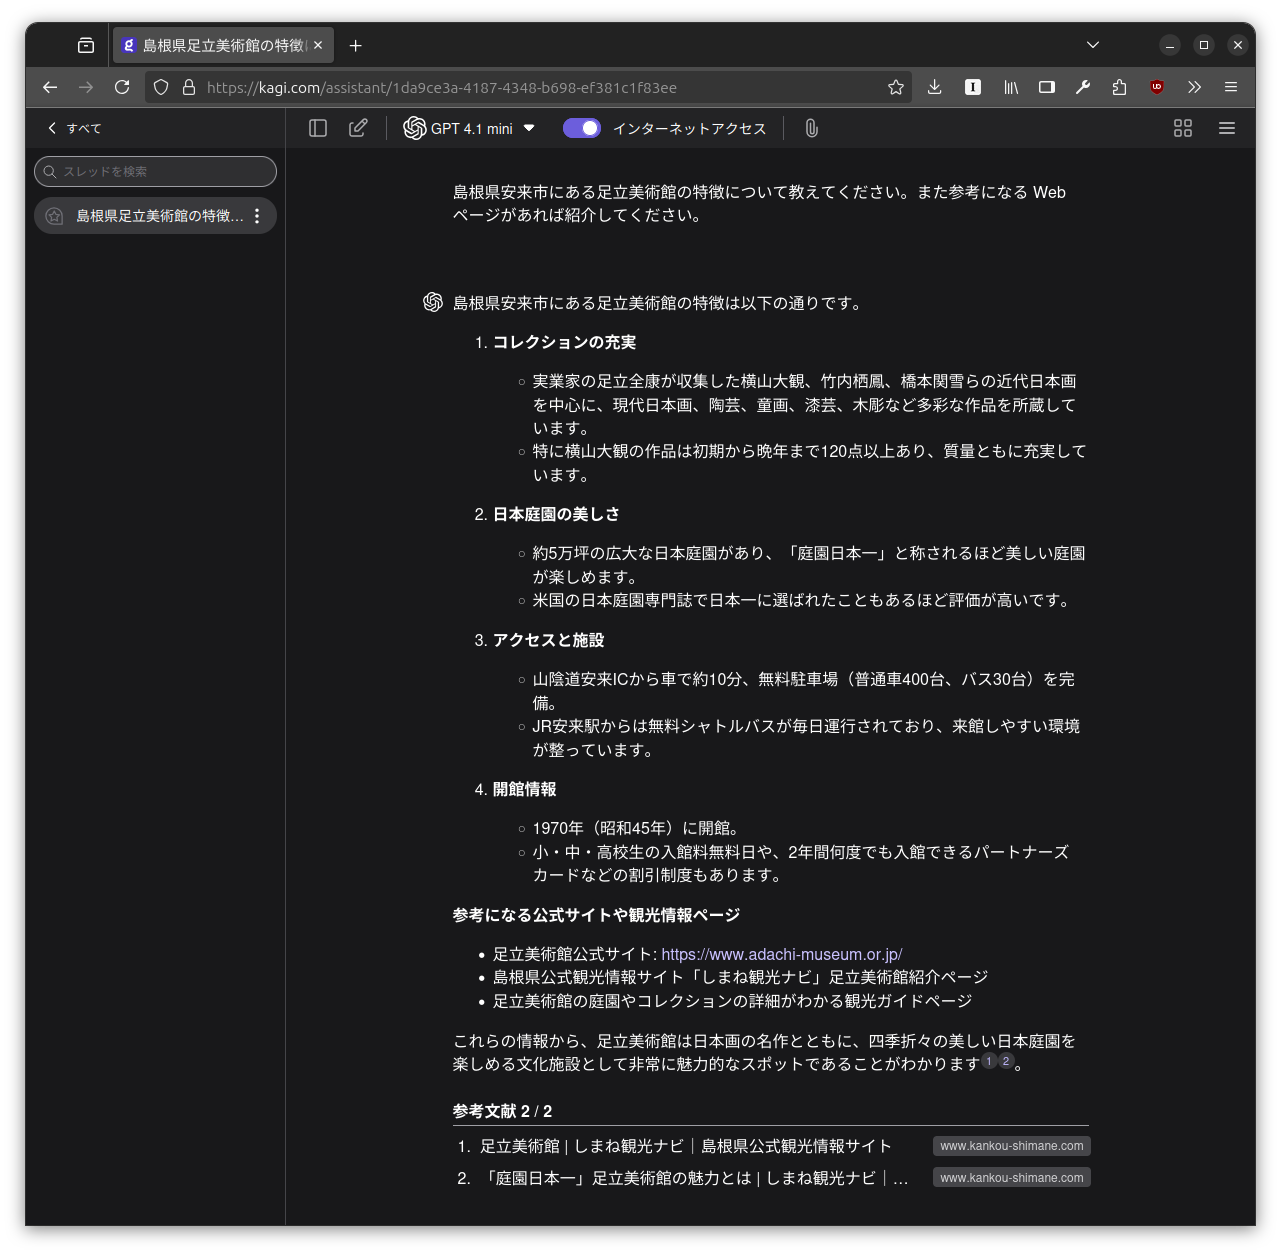 島根県足立美術館の特徴
https://kagi.com/assistant/1da9ce3a-4187-4348-b698-ef381c1f83ee
すべて
GPT 4.1 mini
インターネットアクセス
スレッドを検索
島根県足立美術館の特徴…
島根県安来市にある足立美術館の特徴について教えてください。また参考になる Web
ページがあれば紹介してください。
島根県安来市にある足立美術館の特徴は以下の通りです。
1. コレクションの充実
実業家の足立全康が収集した横山大観、竹内栖鳳、橋本関雪らの近代日本画
を中心に、現代日本画、陶芸、童画、漆芸、木彫など多彩な作品を所蔵して
います。
特に横山大観の作品は初期から晩年まで120点以上あり、質量ともに充実して
います。
2. 日本庭園の美しさ
約5万坪の広大な日本庭園があり、「庭園日本一」と称されるほど美しい庭園
が楽しめます。
米国の日本庭園専門誌で日本一に選ばれたこともあるほど評価が高いです。
3. アクセスと施設
山陰道安来ICから車で約10分、無料駐車場（普通車400台、バス30台）を完
備。
JR安来駅からは無料シャトルバスが毎日運行されており、来館しやすい環境
が整っています。
4. 開館情報
1970年（昭和45年）に開館。
小・中・高校生の入館料無料日や、2年間何度でも入館できるパートナーズ
カードなどの割引制度もあります。
参考になる公式サイトや観光情報ページ
足立美術館公式サイト: https://www.adachi-museum.or.jp/
島根県公式観光情報サイト「しまね観光ナビ」足立美術館紹介ページ
足立美術館の庭園やコレクションの詳細がわかる観光ガイドページ
これらの情報から、足立美術館は日本画の名作とともに、四季折々の美しい日本庭園を
楽しめる文化施設として非常に魅力的なスポットであることがわかります 1 2 。
参考文献 2 / 2
1. 足立美術館 | しまね観光ナビ｜島根県公式観光情報サイト www.kankou-shimane.com
2. 「庭園日本一」足立美術館の魅力とは | しまね観光ナビ｜… www.kankou-shimane.com